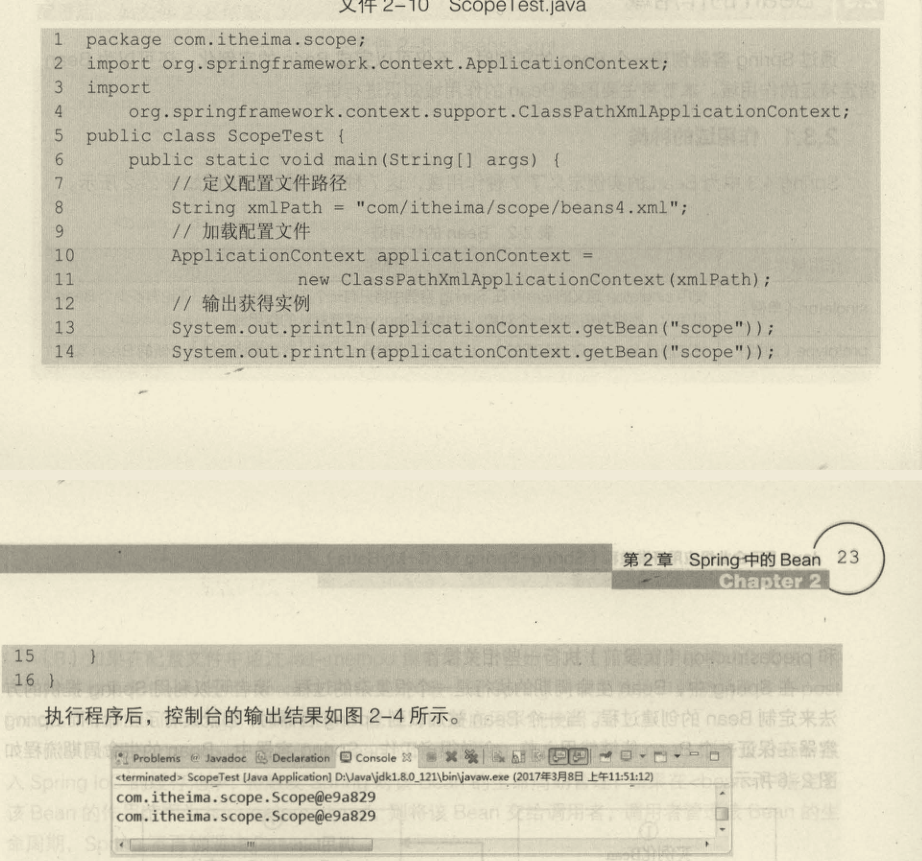 文件 2-10 ScopeTest.java
1 package com.itheima.scope;
2 import org.springframework.context.ApplicationContext;
3 import
4 org.springframework.context.support.ClassPathXmlApplicationContext;
5 public class ScopeTest {
6 public static void main(String[] args) {
7 // 定义配置文件路径
8 String xmlPath = "com/itheima/scope/beans4.xml";
9 // 加载配置文件
10 ApplicationContext applicationContext =
11 new ClassPathXmlApplicationContext(xmlPath);
12 // 输出获得实例
13 System.out.println(applicationContext.getBean("scope"));
14 System.out.println(applicationContext.getBean("scope"));
第 2 章 Spring 中的 Bean 23
Chapter 2
15 }
16 }
执行程序后，控制台的输出结果如图 2-4 所示。
Problems @ Javadoc Declaration Console
<terminated> ScopeTest [Java Application] D:\Java\jdk1.8.0_121\bin\javaw.exe (2017年3月8日 上午11:51:12)
com.itheima.scope.Scope@e9a829
com.itheima.scope.Scope@e9a829